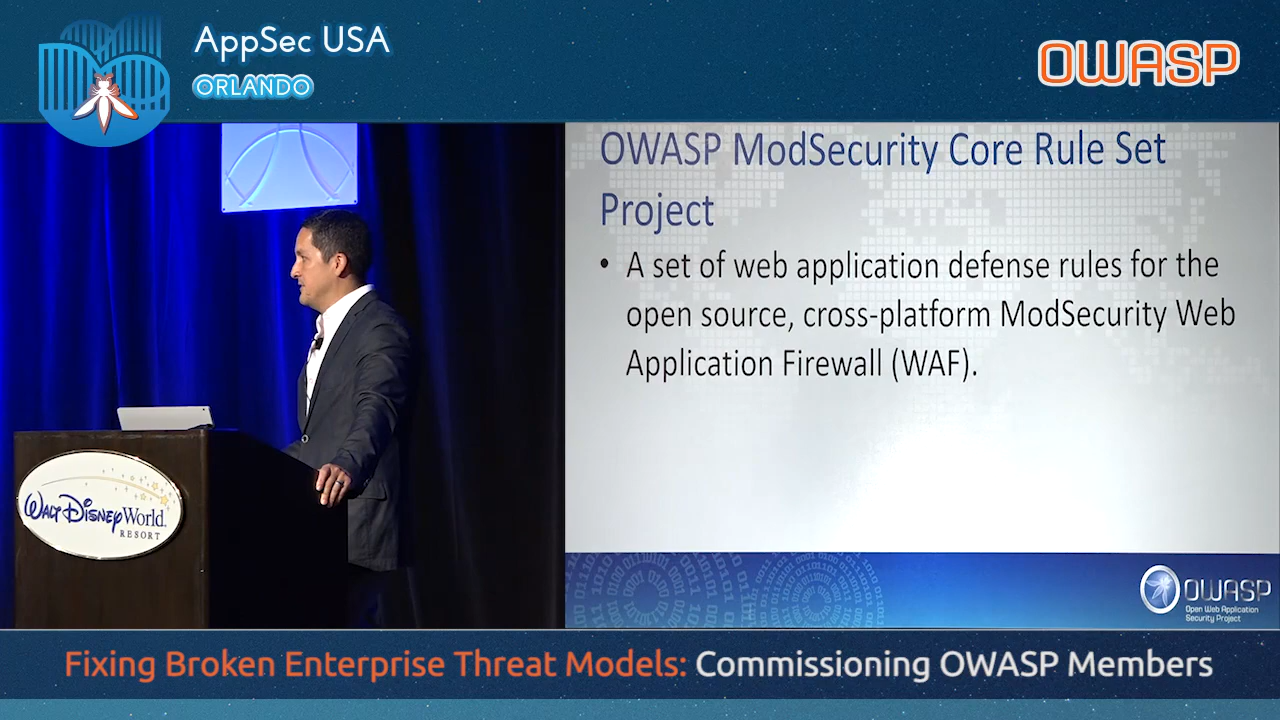 AppSec USA
ORLANDO
OWASP
OWASP ModSecurity Core Rule Set
Project
• A set of web application defense rules for the
open source, cross-platform ModSecurity Web
Application Firewall (WAF).
WALT DISNEY World.
RESORT
OWASP
Open Web Application
Security Project
Fixing Broken Enterprise Threat Models: Commissioning OWASP Members